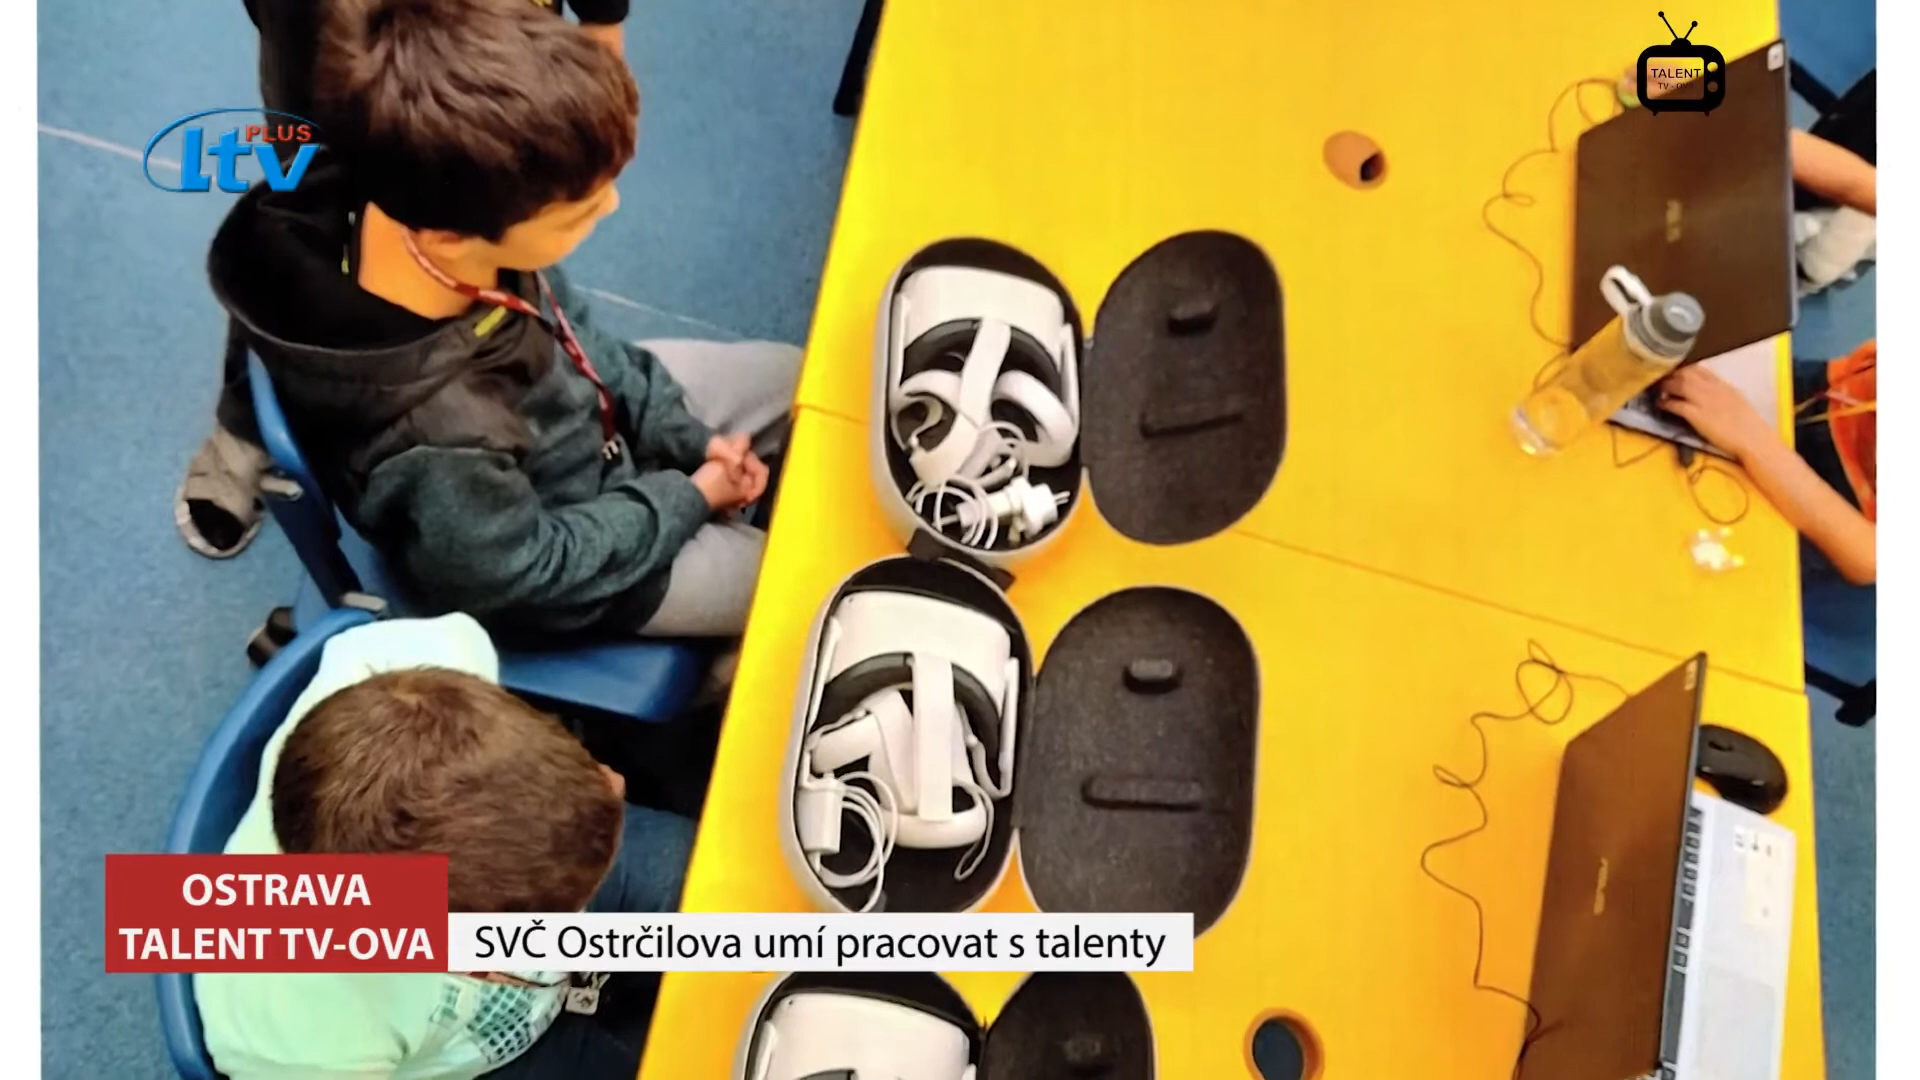 TALENT
TV-OVA
PLUS
ltv
OSTRAVA
TALENT TV-OVA
SVČ Ostrčilova umí pracovat s talenty